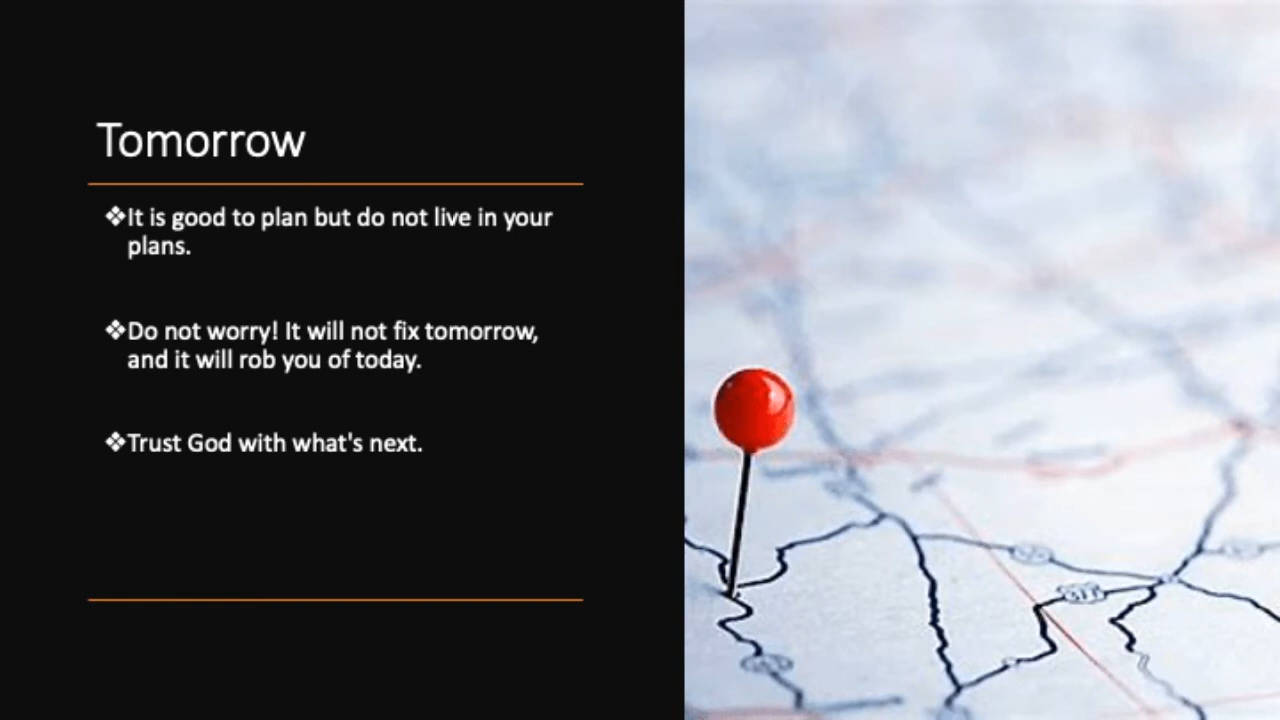 Tomorrow
❖It is good to plan but do not live in your
plans.
❖Do not worry! It will not fix tomorrow,
and it will rob you of today.
❖Trust God with what's next.